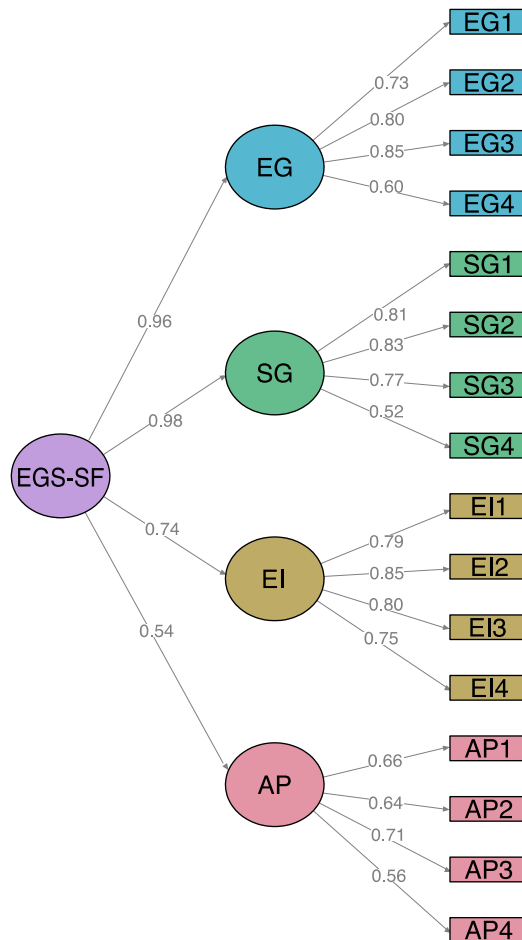 EG1
0.73
EG2
0.80
EG3
0.85
EG
EG4
0.60
SG1
0.81
SG2
0.96
0.83
SG
SG3
0.77
SG4
0.98
0.52
EGS-SF
EI1
0.74
0.79
EI2
0.85
EI
EI3
0.80
0.54
0.75
EI4
AP1
0.66
AP
AP2
0.64
AP3
0.71
0.56
AP4